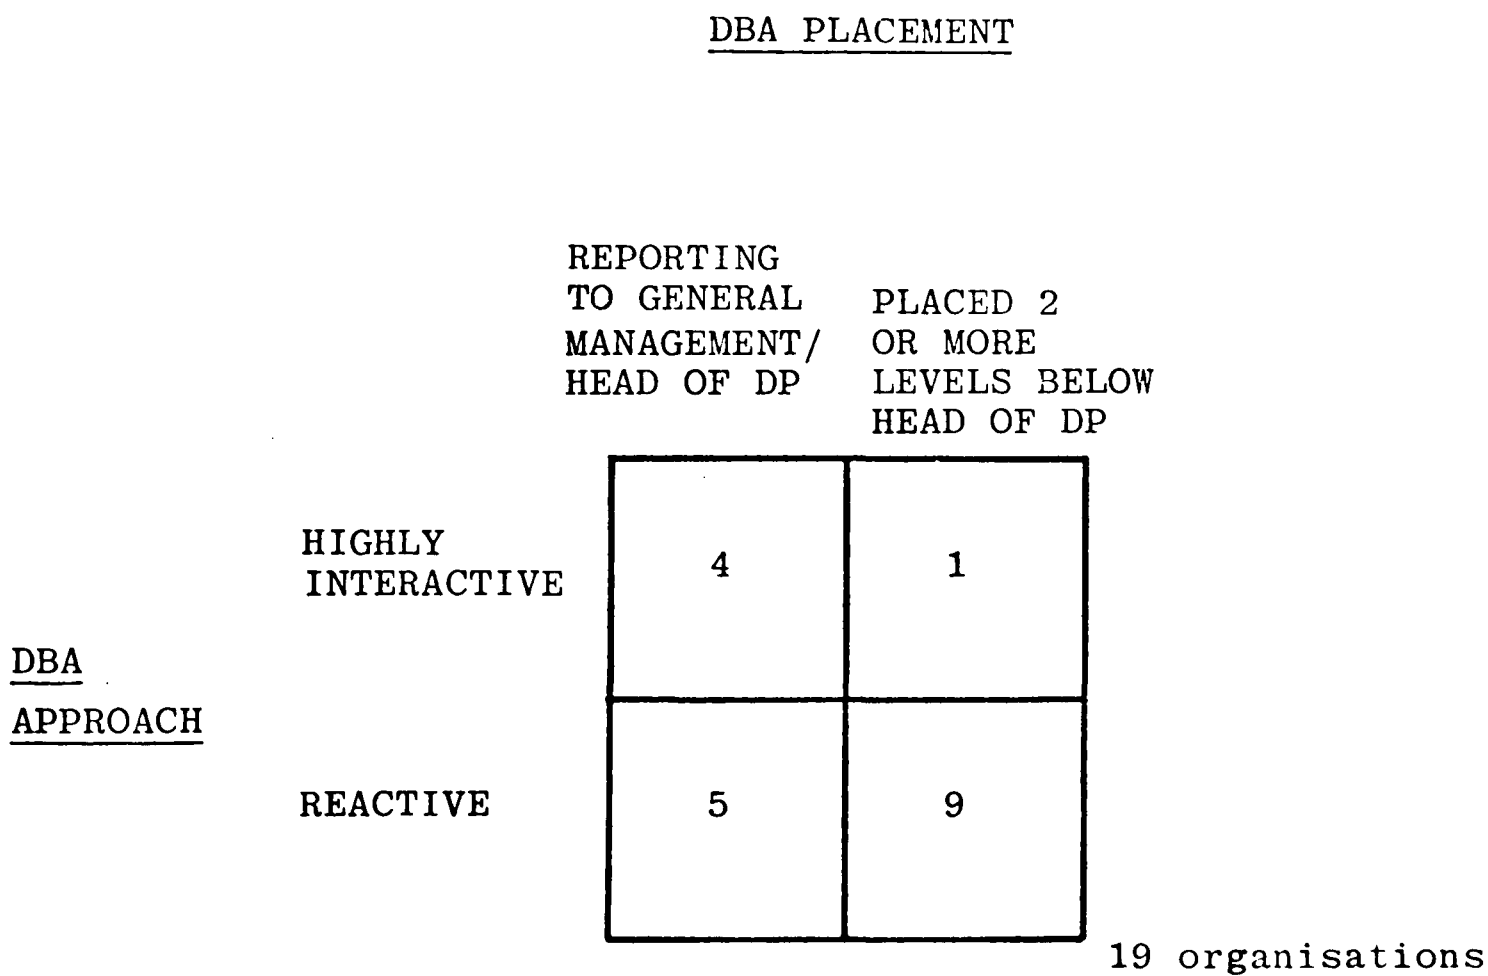 DBA PLACEMENT
REPORTING
TO GENERAL
MANAGEMENT/
HEAD OF DP
PLACED 2
OR MORE
LEVELS BELOW
HEAD OF DP
HIGHLY
INTERACTIVE
4 1
DBA
APPROACH
REACTIVE
5 9
19 organisations